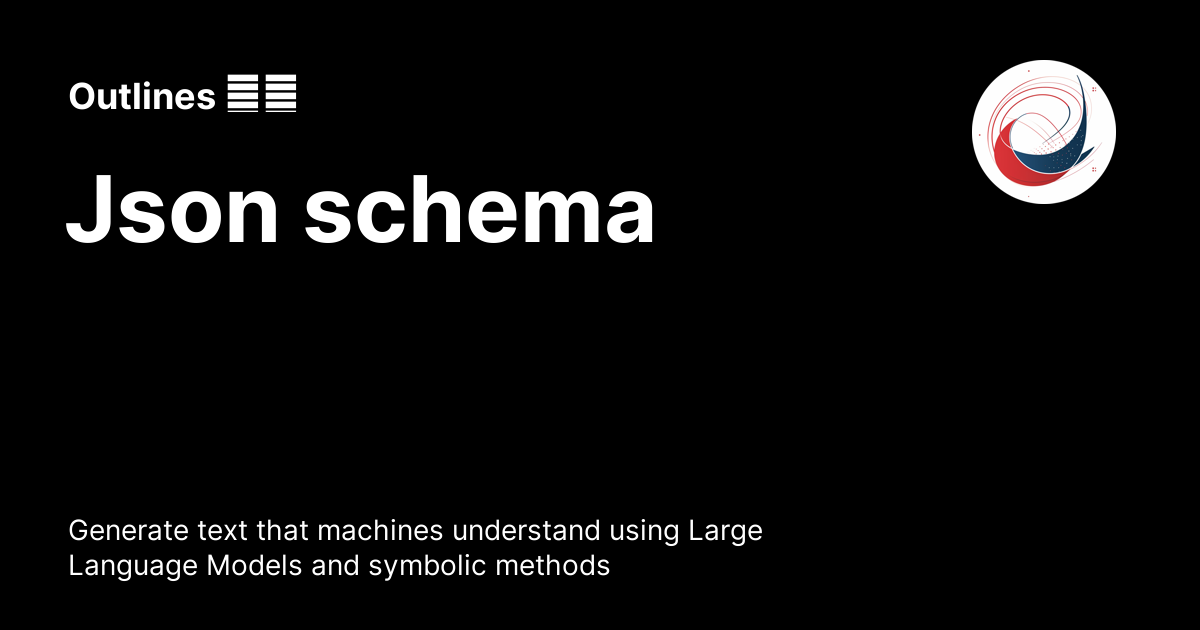 Outlines
Json schema
Generate text that machines understand using Large
Language Models and symbolic methods